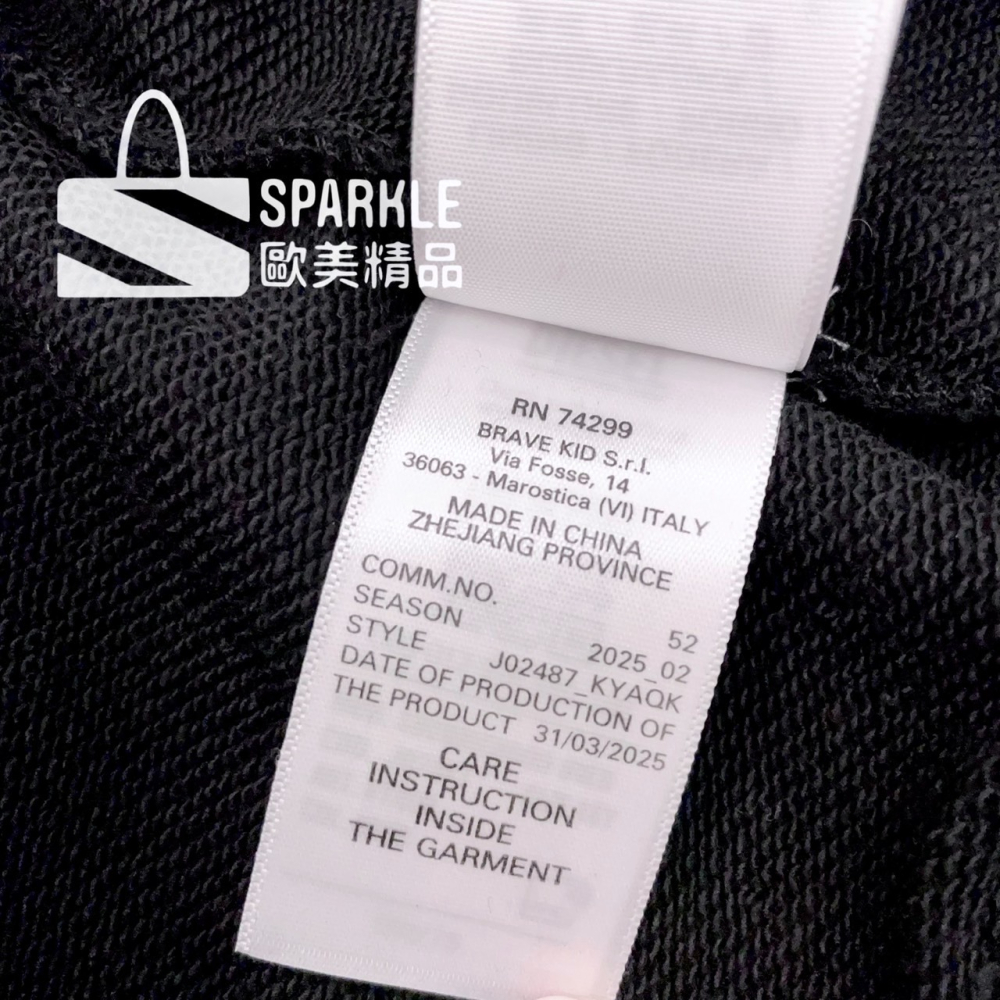 SPARKLE
歐美精品
RN 74299
BRAVE KID S.r.l.
Via Fosse, 14
36063 - Marostica (VI) ITALY
MADE IN CHINA
ZHEJIANG PROVINCE
COMM.NO. 52
SEASON 2025_02
STYLE J02487_KYAQK
DATE OF PRODUCTION OF
THE PRODUCT 31/03/2025
CARE
INSTRUCTION
INSIDE
THE GARMENT